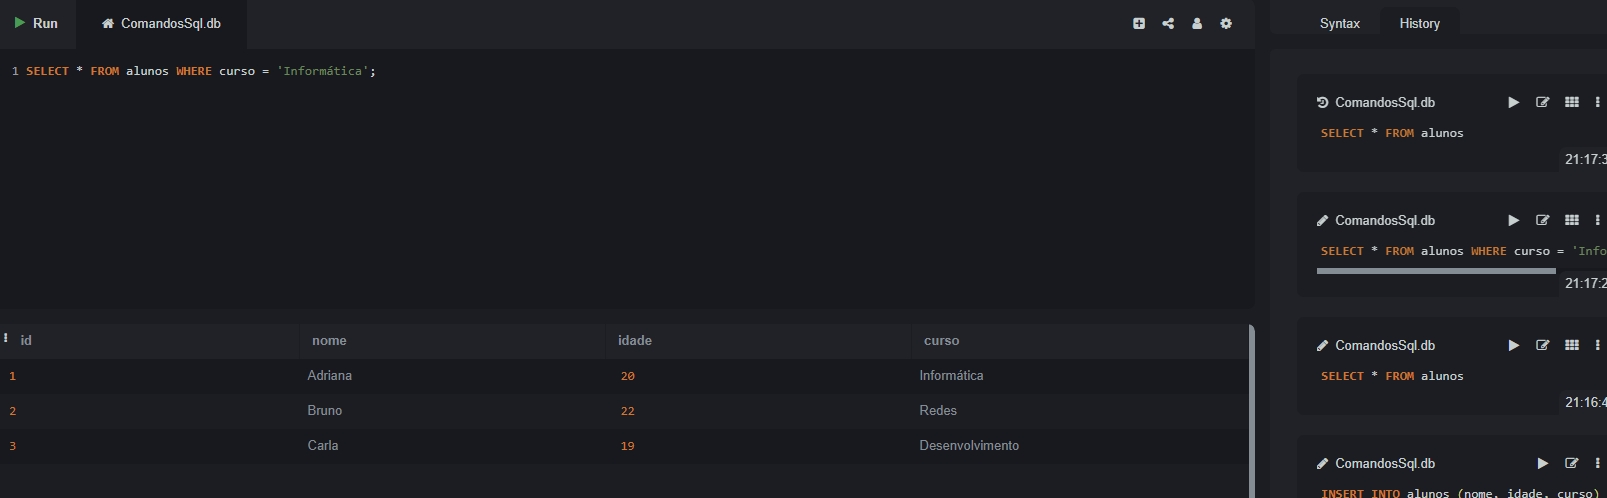 Run
ComandosSql.db
1 SELECT * FROM alunos WHERE curso = 'Informática';
id nome idade curso
1 Adriana 20 Informática
2 Bruno 22 Redes
3 Carla 19 Desenvolvimento
Syntax
History
ComandosSql.db
SELECT * FROM alunos
21:17:3
ComandosSql.db
SELECT * FROM alunos WHERE curso = 'Info
21:17:2
ComandosSql.db
SELECT * FROM alunos
21:16:4
ComandosSql.db
INSERT INTO alunos (nome, idade, curso)